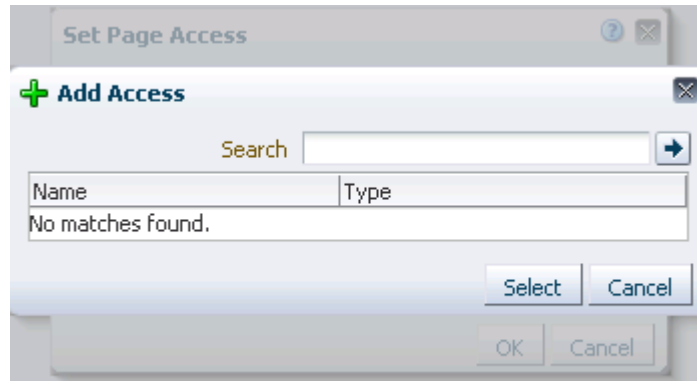 Set Page Access
Add Access
Search
Name Type
No matches found.
Select Cancel
OK Cancel